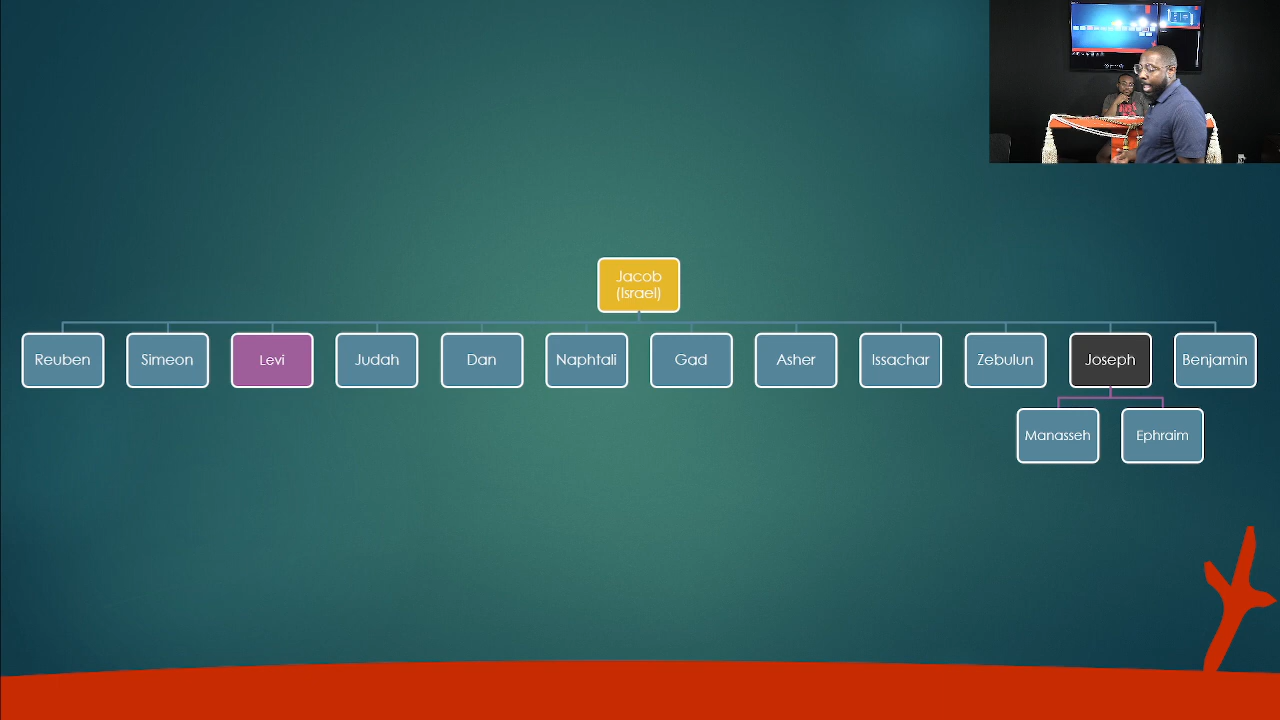 Jacob
(Israel)
Reuben
Simeon
Levi
Judah
Dan
Naphtali
Gad
Asher
Issachar
Zebulun
Joseph
Benjamin
Manasseh
Ephraim